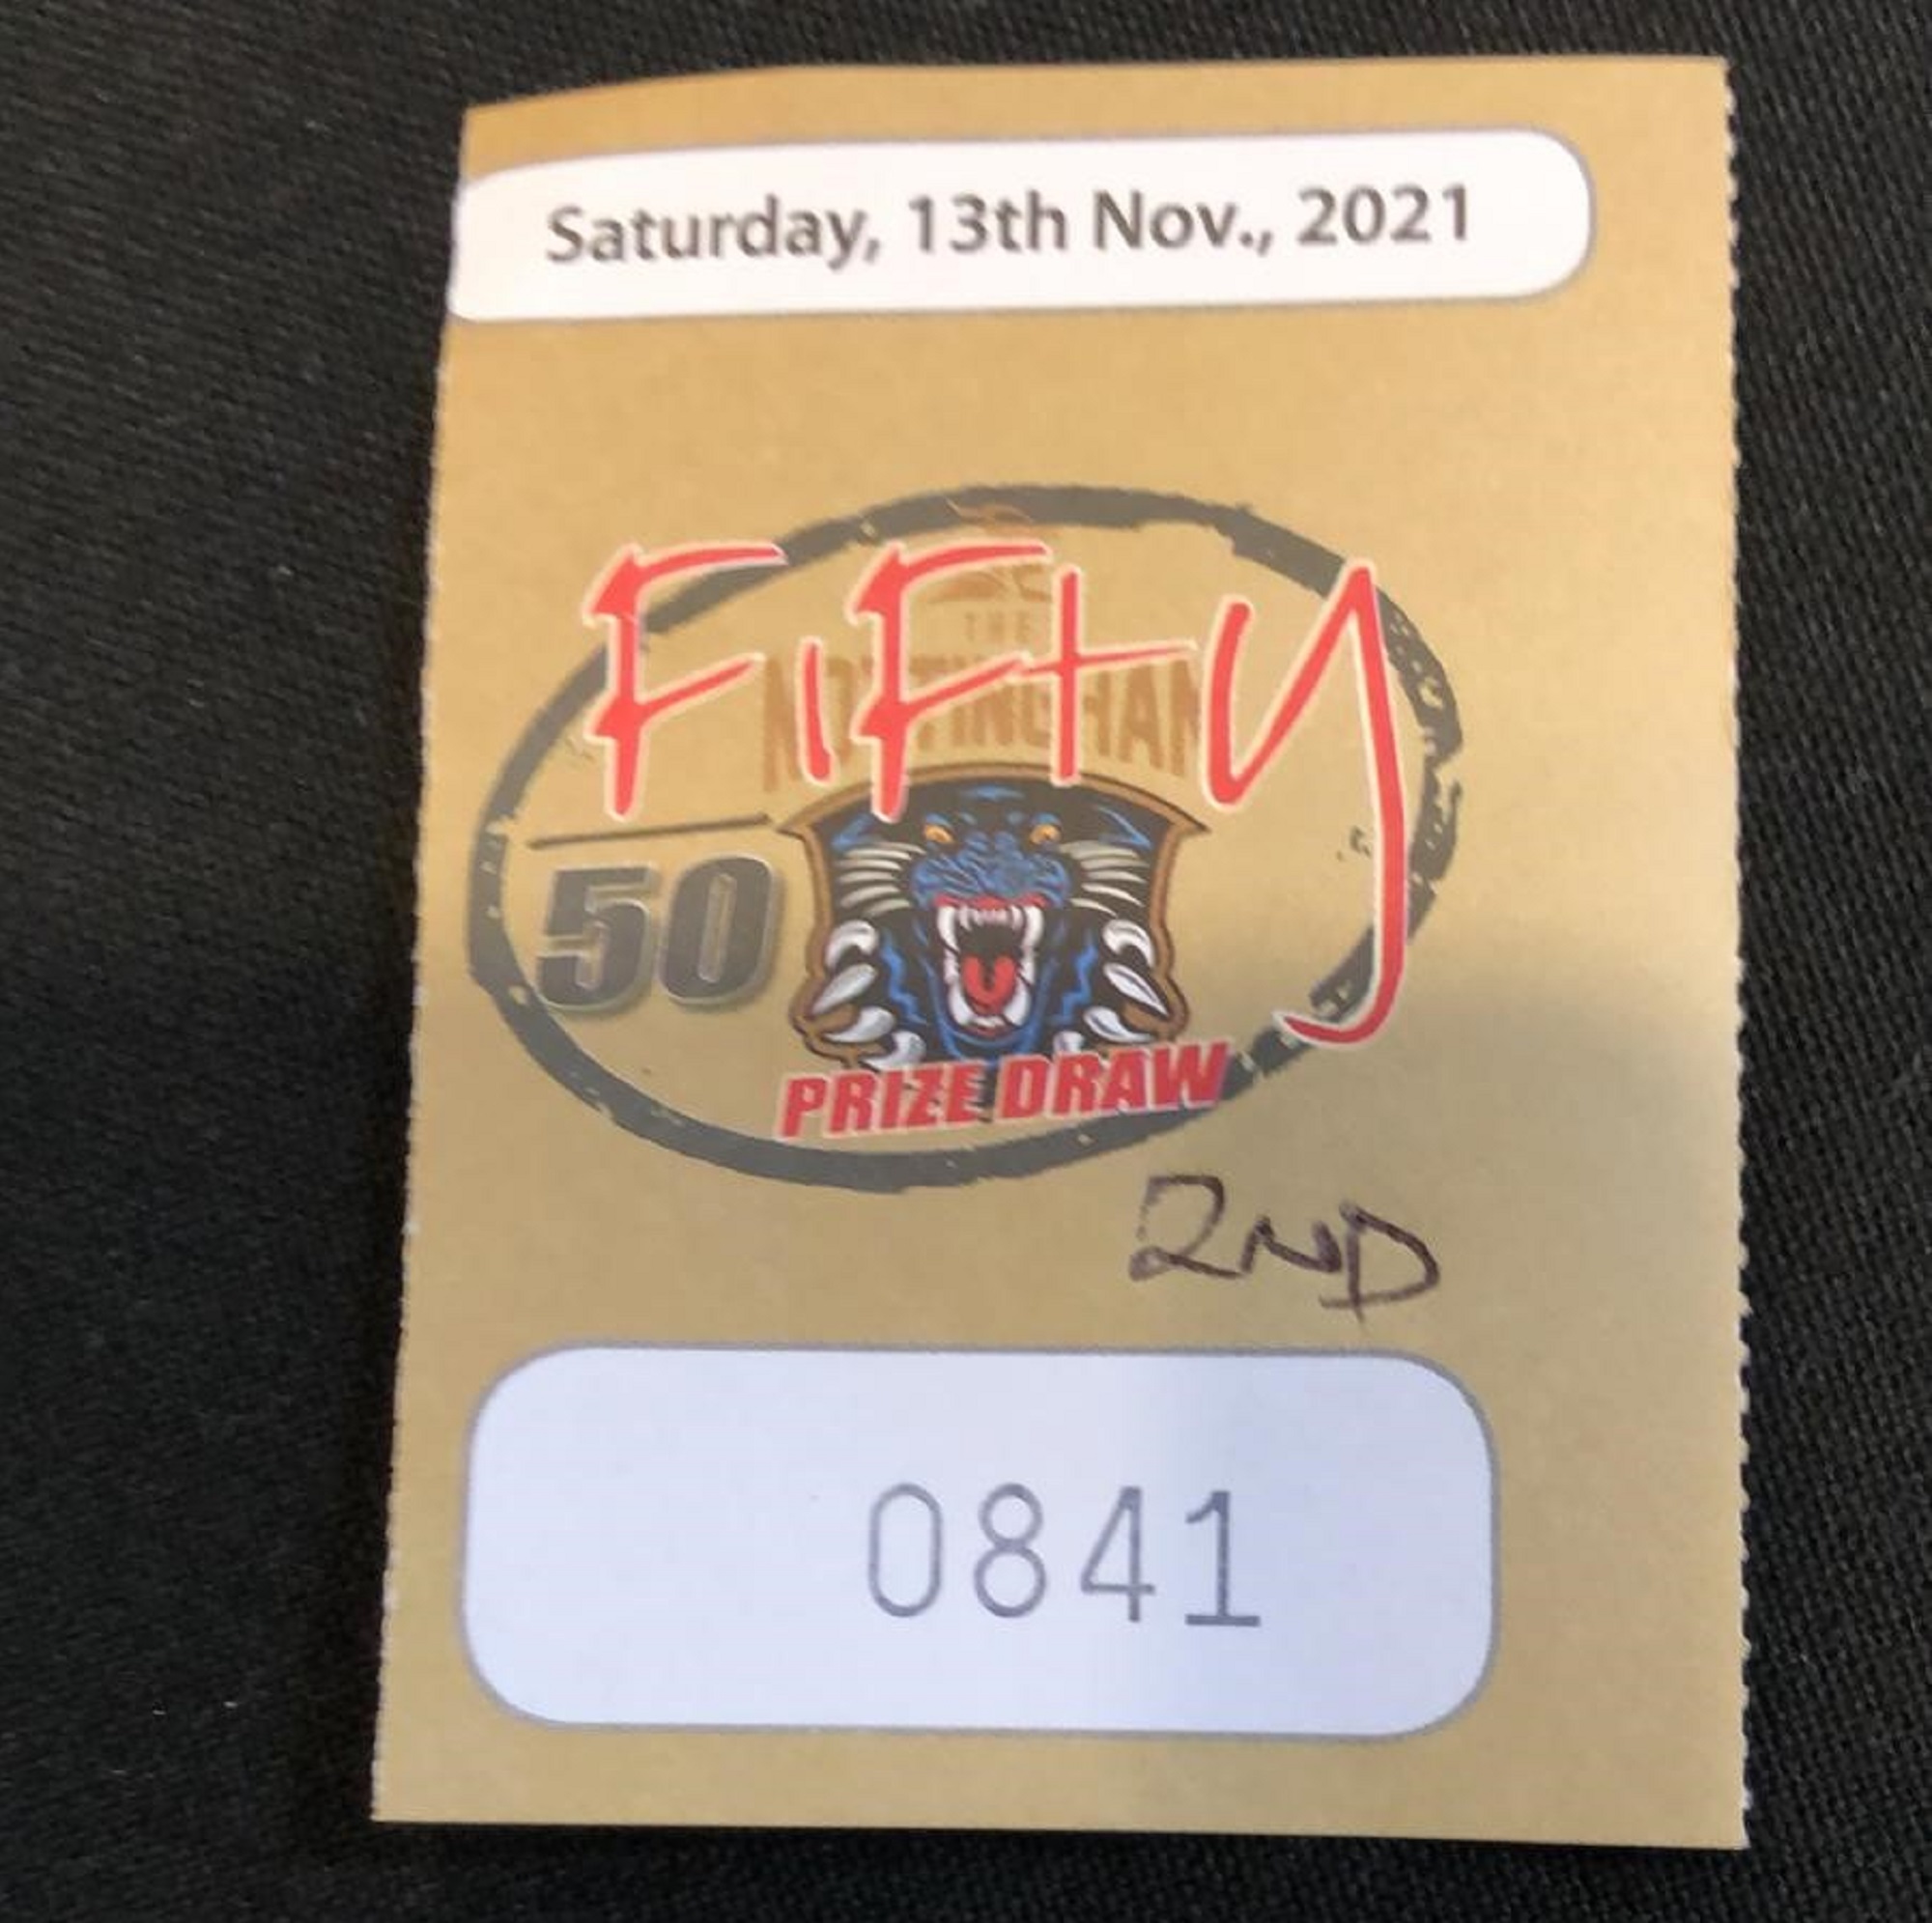 Saturday, 13th Nov., 2021
THE
NOTTINGHAM
FiFty
50
PRIZE DRAW
2ND
0841